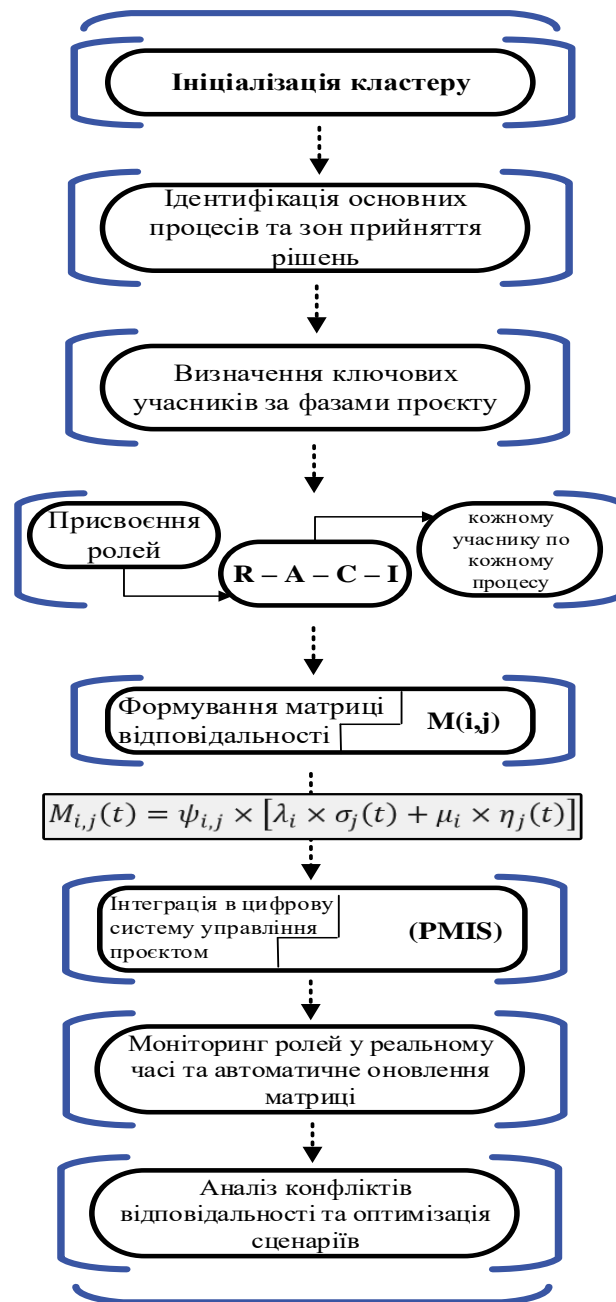 Ініціалізація кластеру
Ідентифікація основних
процесів та зон прийняття
рішень
Визначення ключових
учасників за фазами проєкту
Присвоєння
ролей
R – A – C – I
кожному
учаснику по
кожному
процесу
Формування матриці
відповідальності
M(i,j)
M_{i,j}(t) = ψ_{i,j} × [λ_i × σ_j(t) + μ_i × η_j(t)]
Інтеграція в цифрову
систему управління
проєктом
(PMIS)
Моніторинг ролей у реальному
часі та автоматичне оновлення
матриці
Аналіз конфліктів
відповідальності та оптимізація
сценаріїв